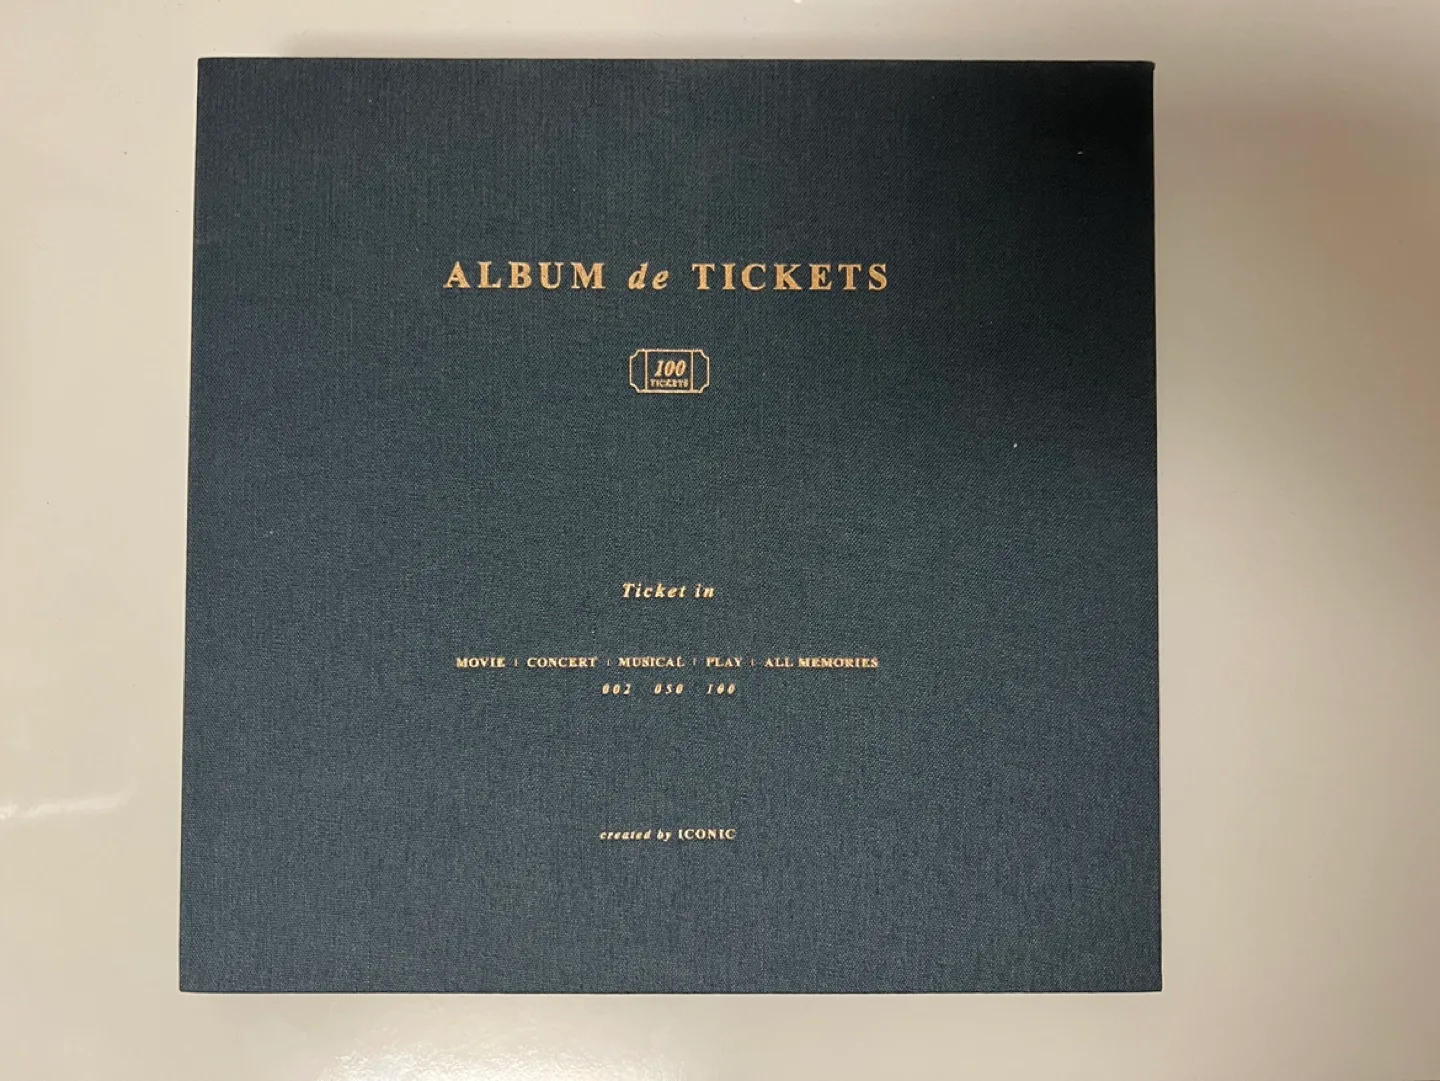 ALBUM de TICKETS
100
TICKETS
Ticket in
MOVIE | CONCERT | MUSICAL | PLAY | ALL MEMORIES
002 050 100
created by ICONIC